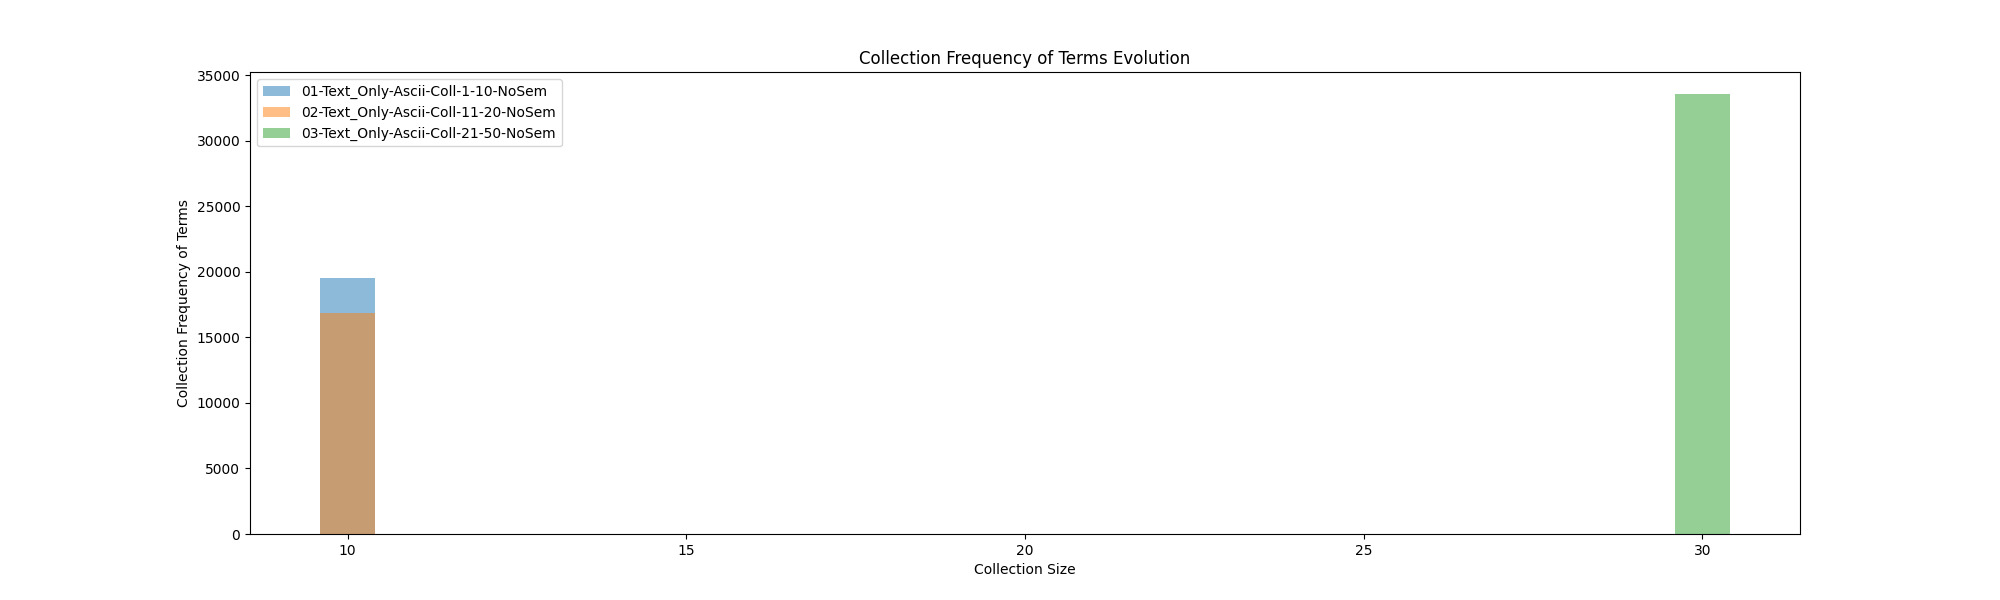 Collection Frequency of Terms Evolution
35000
30000
25000
20000
15000
10000
5000
0
Collection Frequency of Terms
01-Text_Only-Ascii-Coll-1-10-NoSem
02-Text_Only-Ascii-Coll-11-20-NoSem
03-Text_Only-Ascii-Coll-21-50-NoSem
10 15 20 25 30
Collection Size